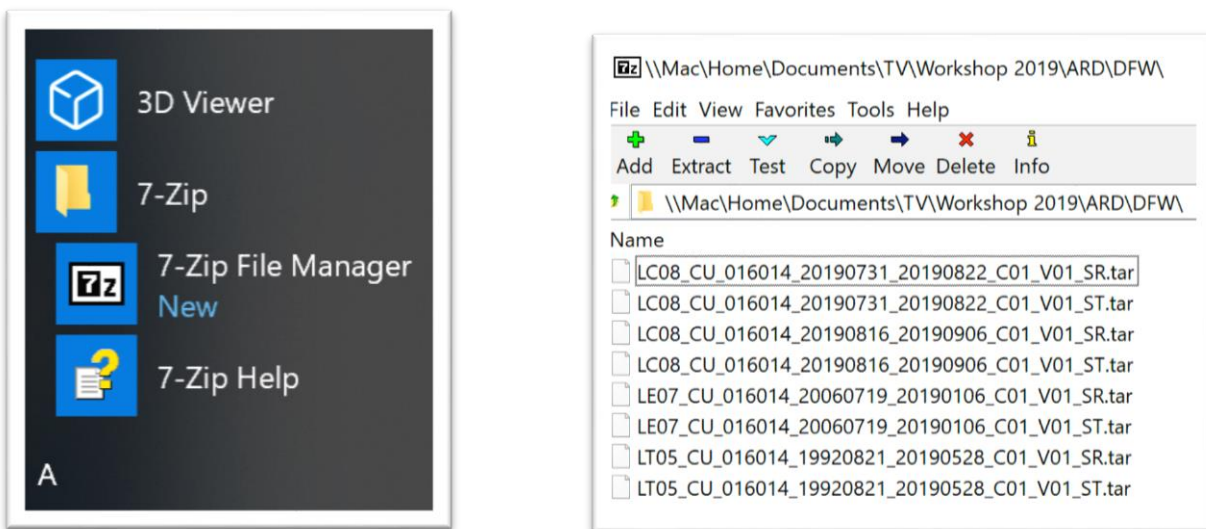 3D Viewer
7-Zip
7z
7-Zip File Manager
New
7-Zip Help
A
7z \\Mac\Home\Documents\TV\Workshop 2019\ARD\DFW\
File Edit View Favorites Tools Help
Add Extract Test Copy Move Delete Info
\\Mac\Home\Documents\TV\Workshop 2019\ARD\DFW\
Name
LC08_CU_016014_20190731_20190822_C01_V01_SR.tar
LC08_CU_016014_20190731_20190822_C01_V01_ST.tar
LC08_CU_016014_20190816_20190906_C01_V01_SR.tar
LC08_CU_016014_20190816_20190906_C01_V01_ST.tar
LE07_CU_016014_20060719_20190106_C01_V01_SR.tar
LE07_CU_016014_20060719_20190106_C01_V01_ST.tar
LT05_CU_016014_19920821_20190528_C01_V01_SR.tar
LT05_CU_016014_19920821_20190528_C01_V01_ST.tar